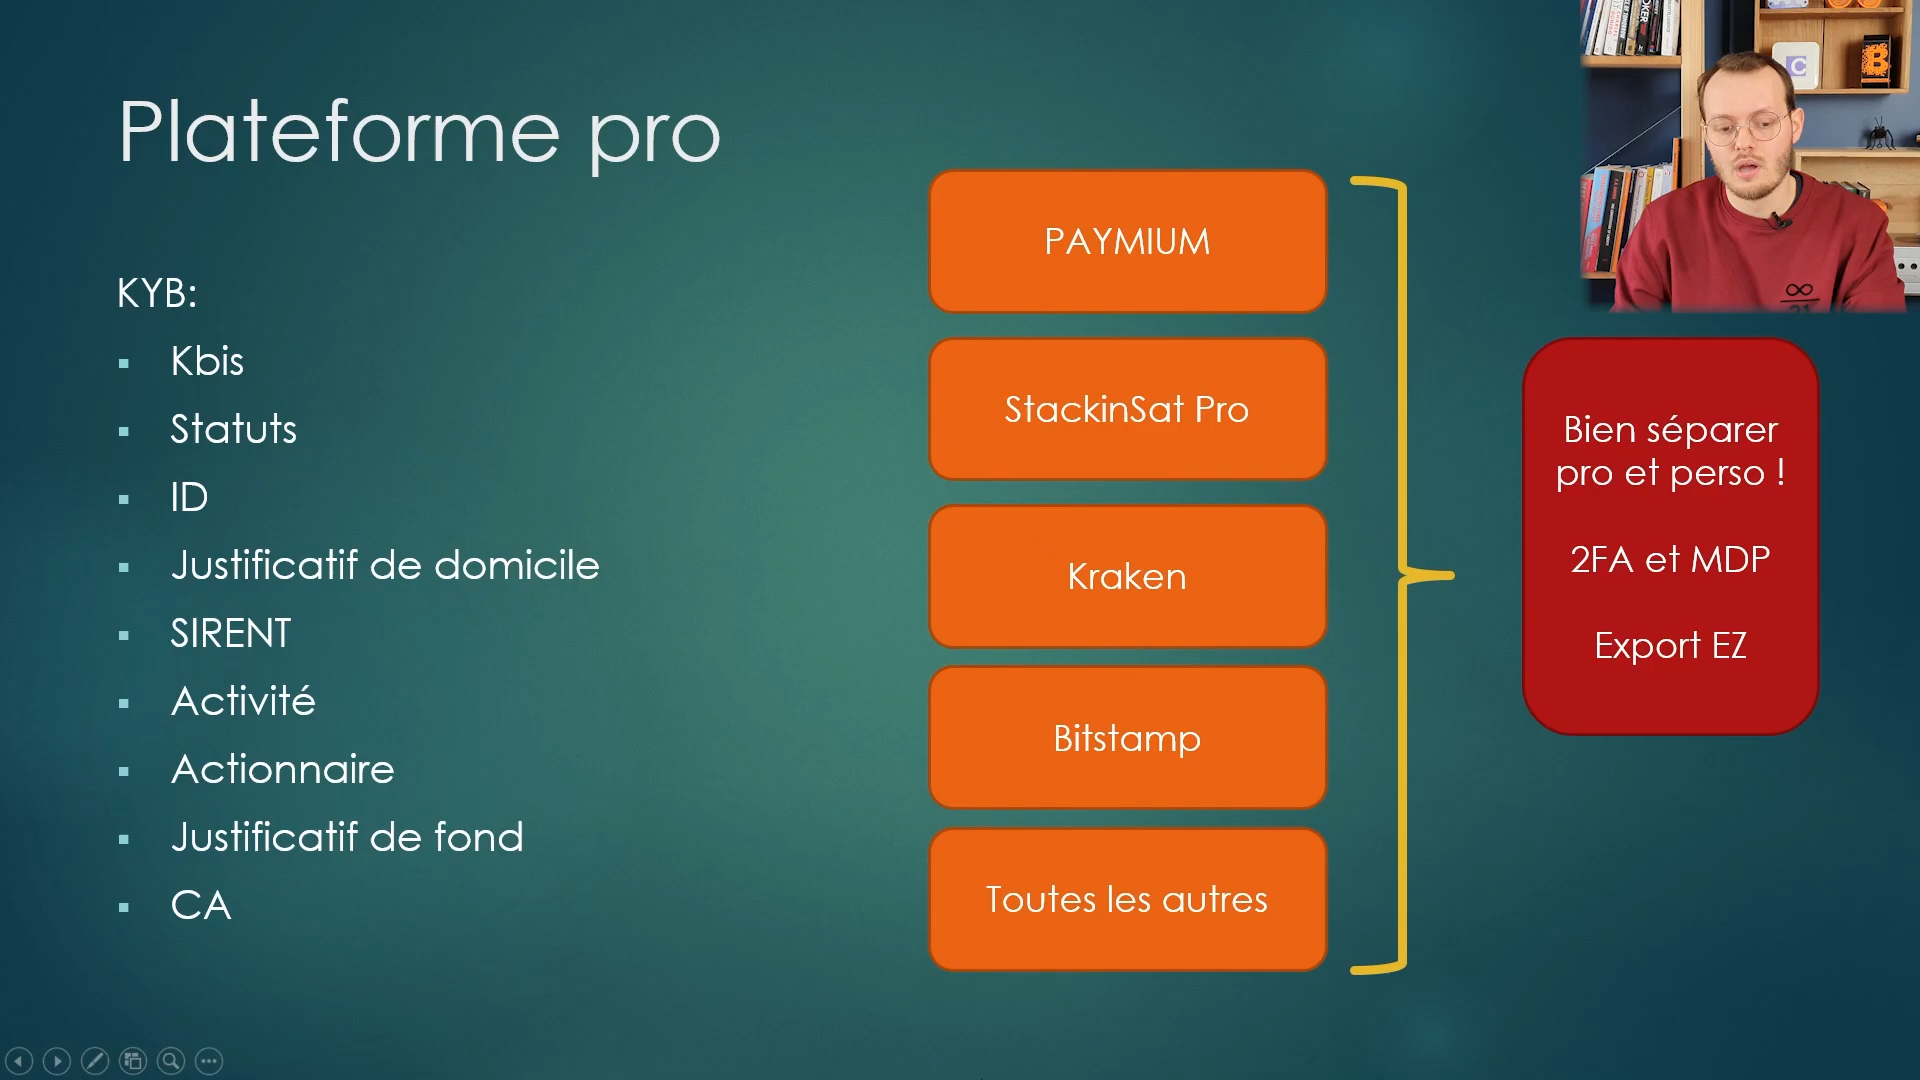 Plateforme pro
KYB:
Kbis
Statuts
ID
Justificatif de domicile
SIRENT
Activité
Actionnaire
Justificatif de fond
CA
PAYMIUM
StackinSat Pro
Kraken
Bitstamp
Toutes les autres
Bien séparer
pro et perso !
2FA et MDP
Export EZ
∞
21